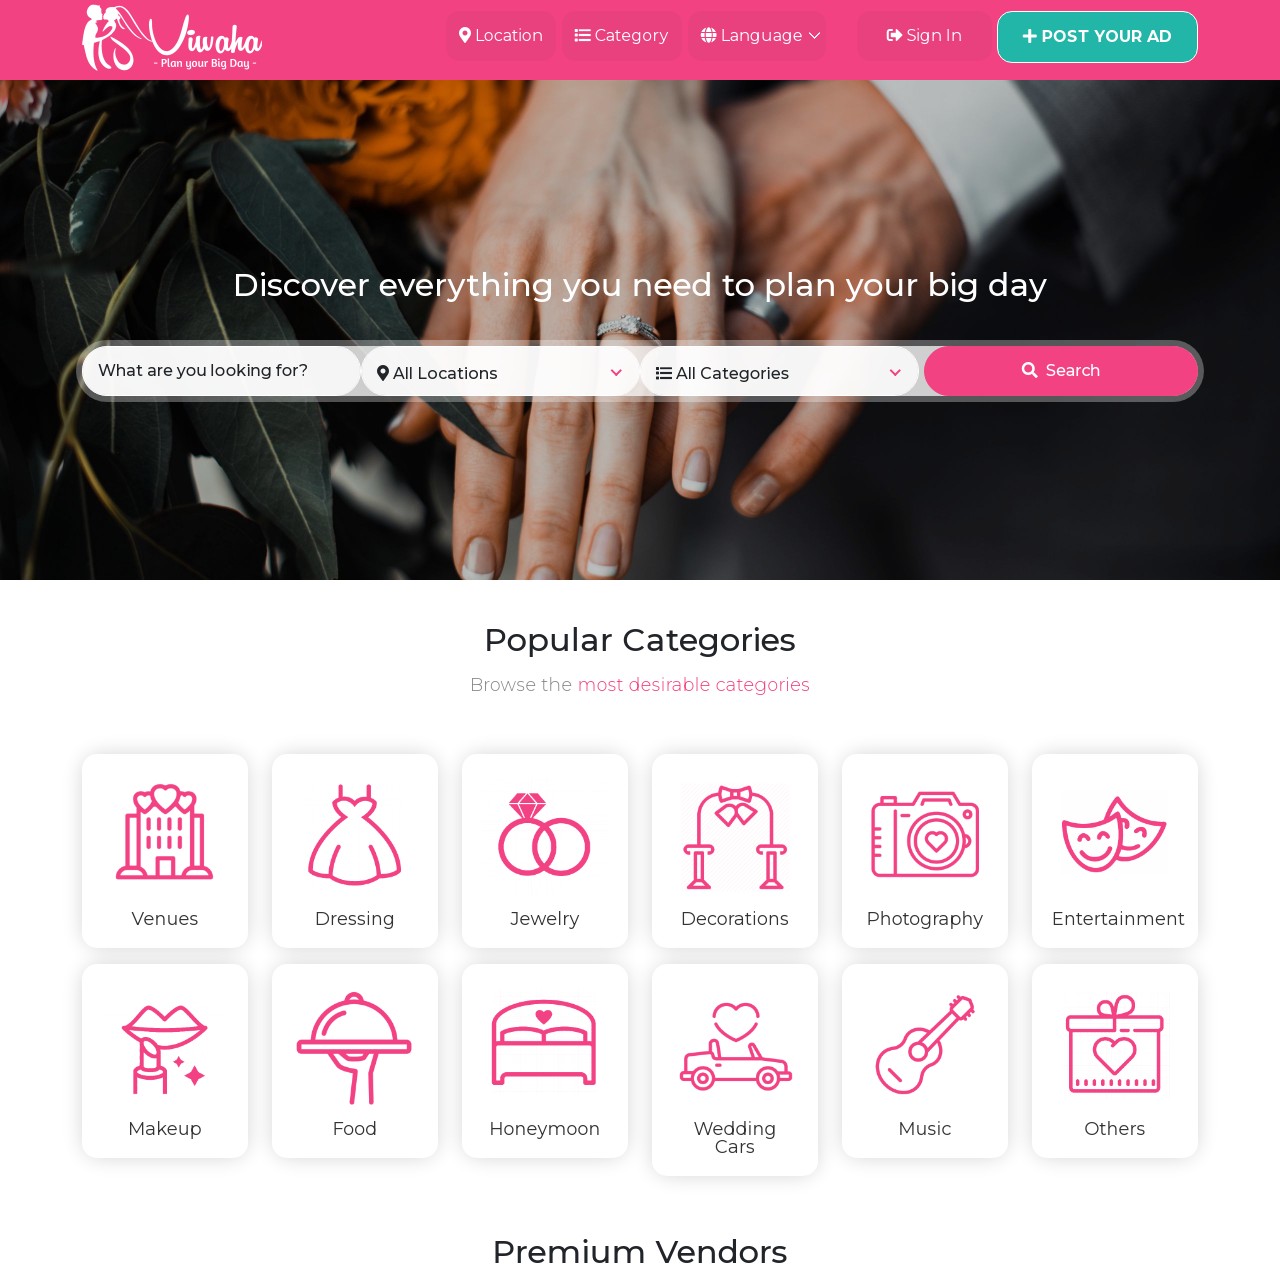 Viwaha
- Plan your Big Day -
Location
Category
Language
Sign In
POST YOUR AD
Discover everything you need to plan your big day
What are you looking for?
All Locations
All Categories
Search
Popular Categories
Browse the most desirable categories
Venues
Dressing
Jewelry
Decorations
Photography
Entertainment
Makeup
Food
Honeymoon
Wedding
Cars
Music
Others
Premium Vendors